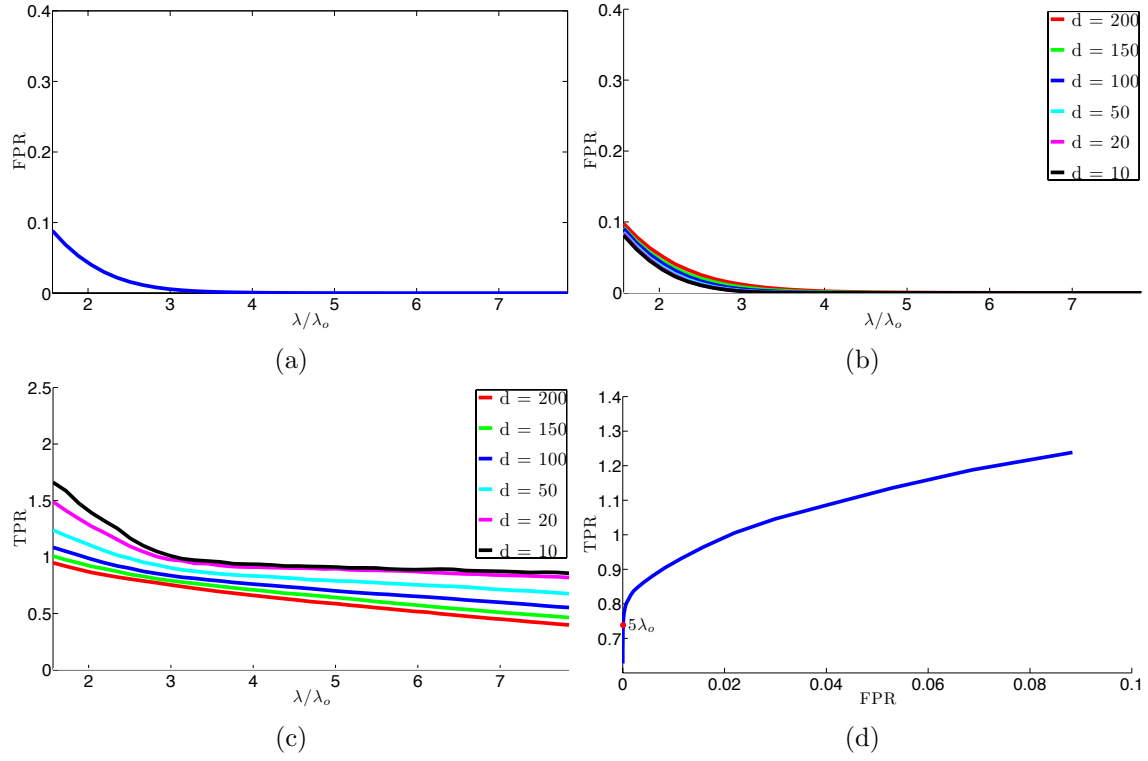 0.4
0.3
0.2
0.1
0
FPR
2
3
4
5
6
7
λ/λ_o
(a)
0.4
0.3
0.2
0.1
0
FPR
2
3
4
5
6
7
λ/λ_o
d = 200
d = 150
d = 100
d = 50
d = 20
d = 10
(b)
2.5
2
1.5
1
0.5
0
TPR
2
3
4
5
6
7
λ/λ_o
d = 200
d = 150
d = 100
d = 50
d = 20
d = 10
(c)
1.4
1.3
1.2
1.1
1
0.9
0.8
0.7
TPR
5λ_o
0
0.02
0.04
0.06
0.08
0.1
FPR
(d)